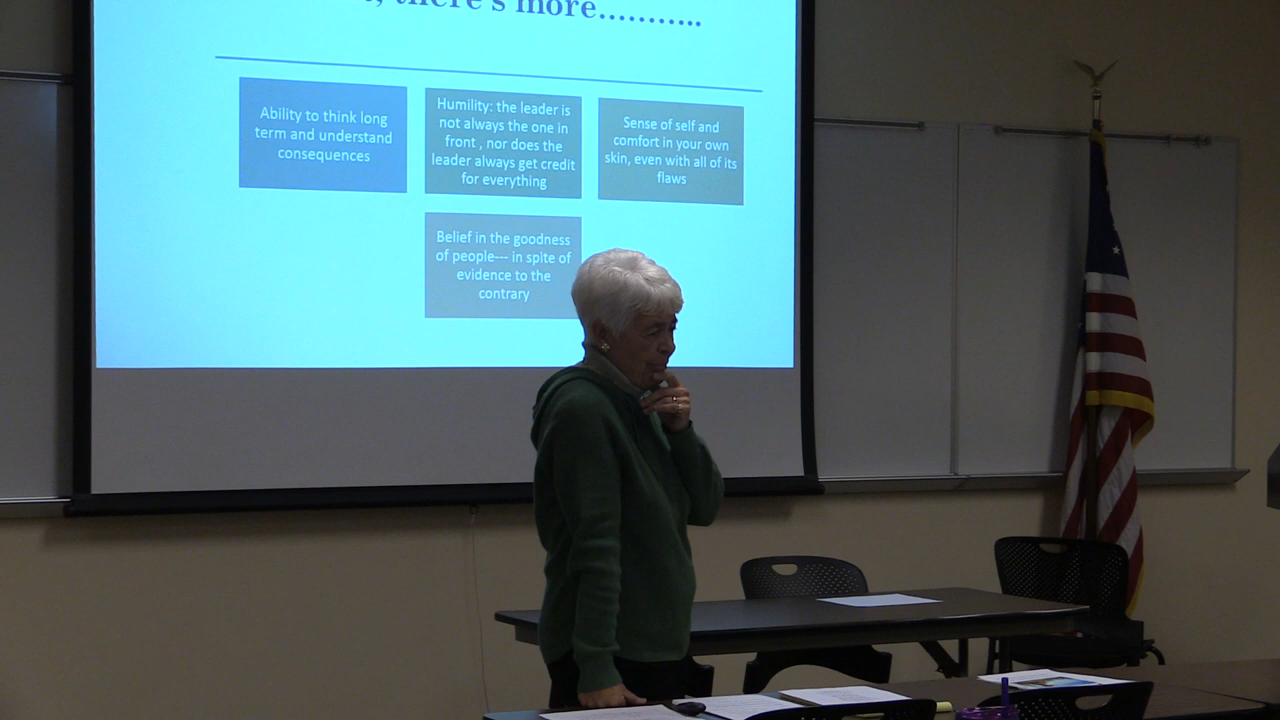 there's more...........
Ability to think long
term and understand
consequences
Humility: the leader is
not always the one in
front , nor does the
leader always get credit
for everything
Sense of self and
comfort in your own
skin, even with all of its
flaws
Belief in the goodness
of people--- in spite of
evidence to the
contrary